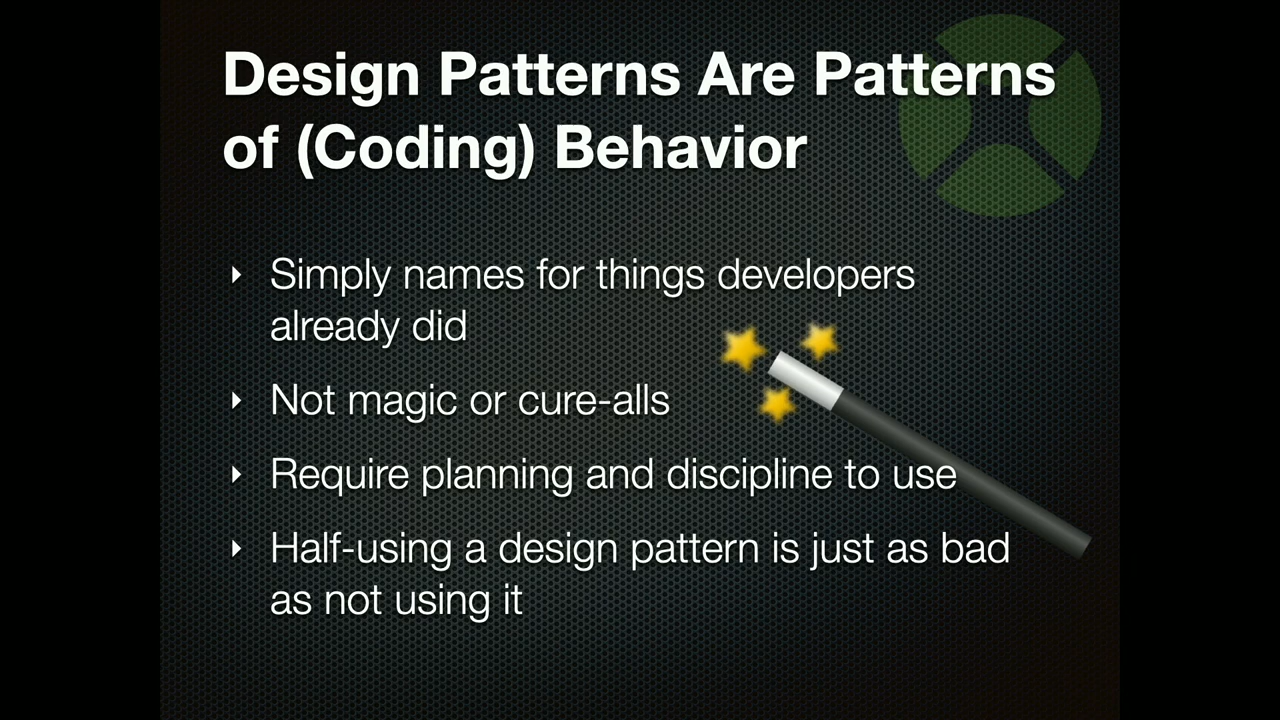 Design Patterns Are Patterns
of (Coding) Behavior
Simply names for things developers
already did
Not magic or cure-alls
Require planning and discipline to use
Half-using a design pattern is just as bad
as not using it